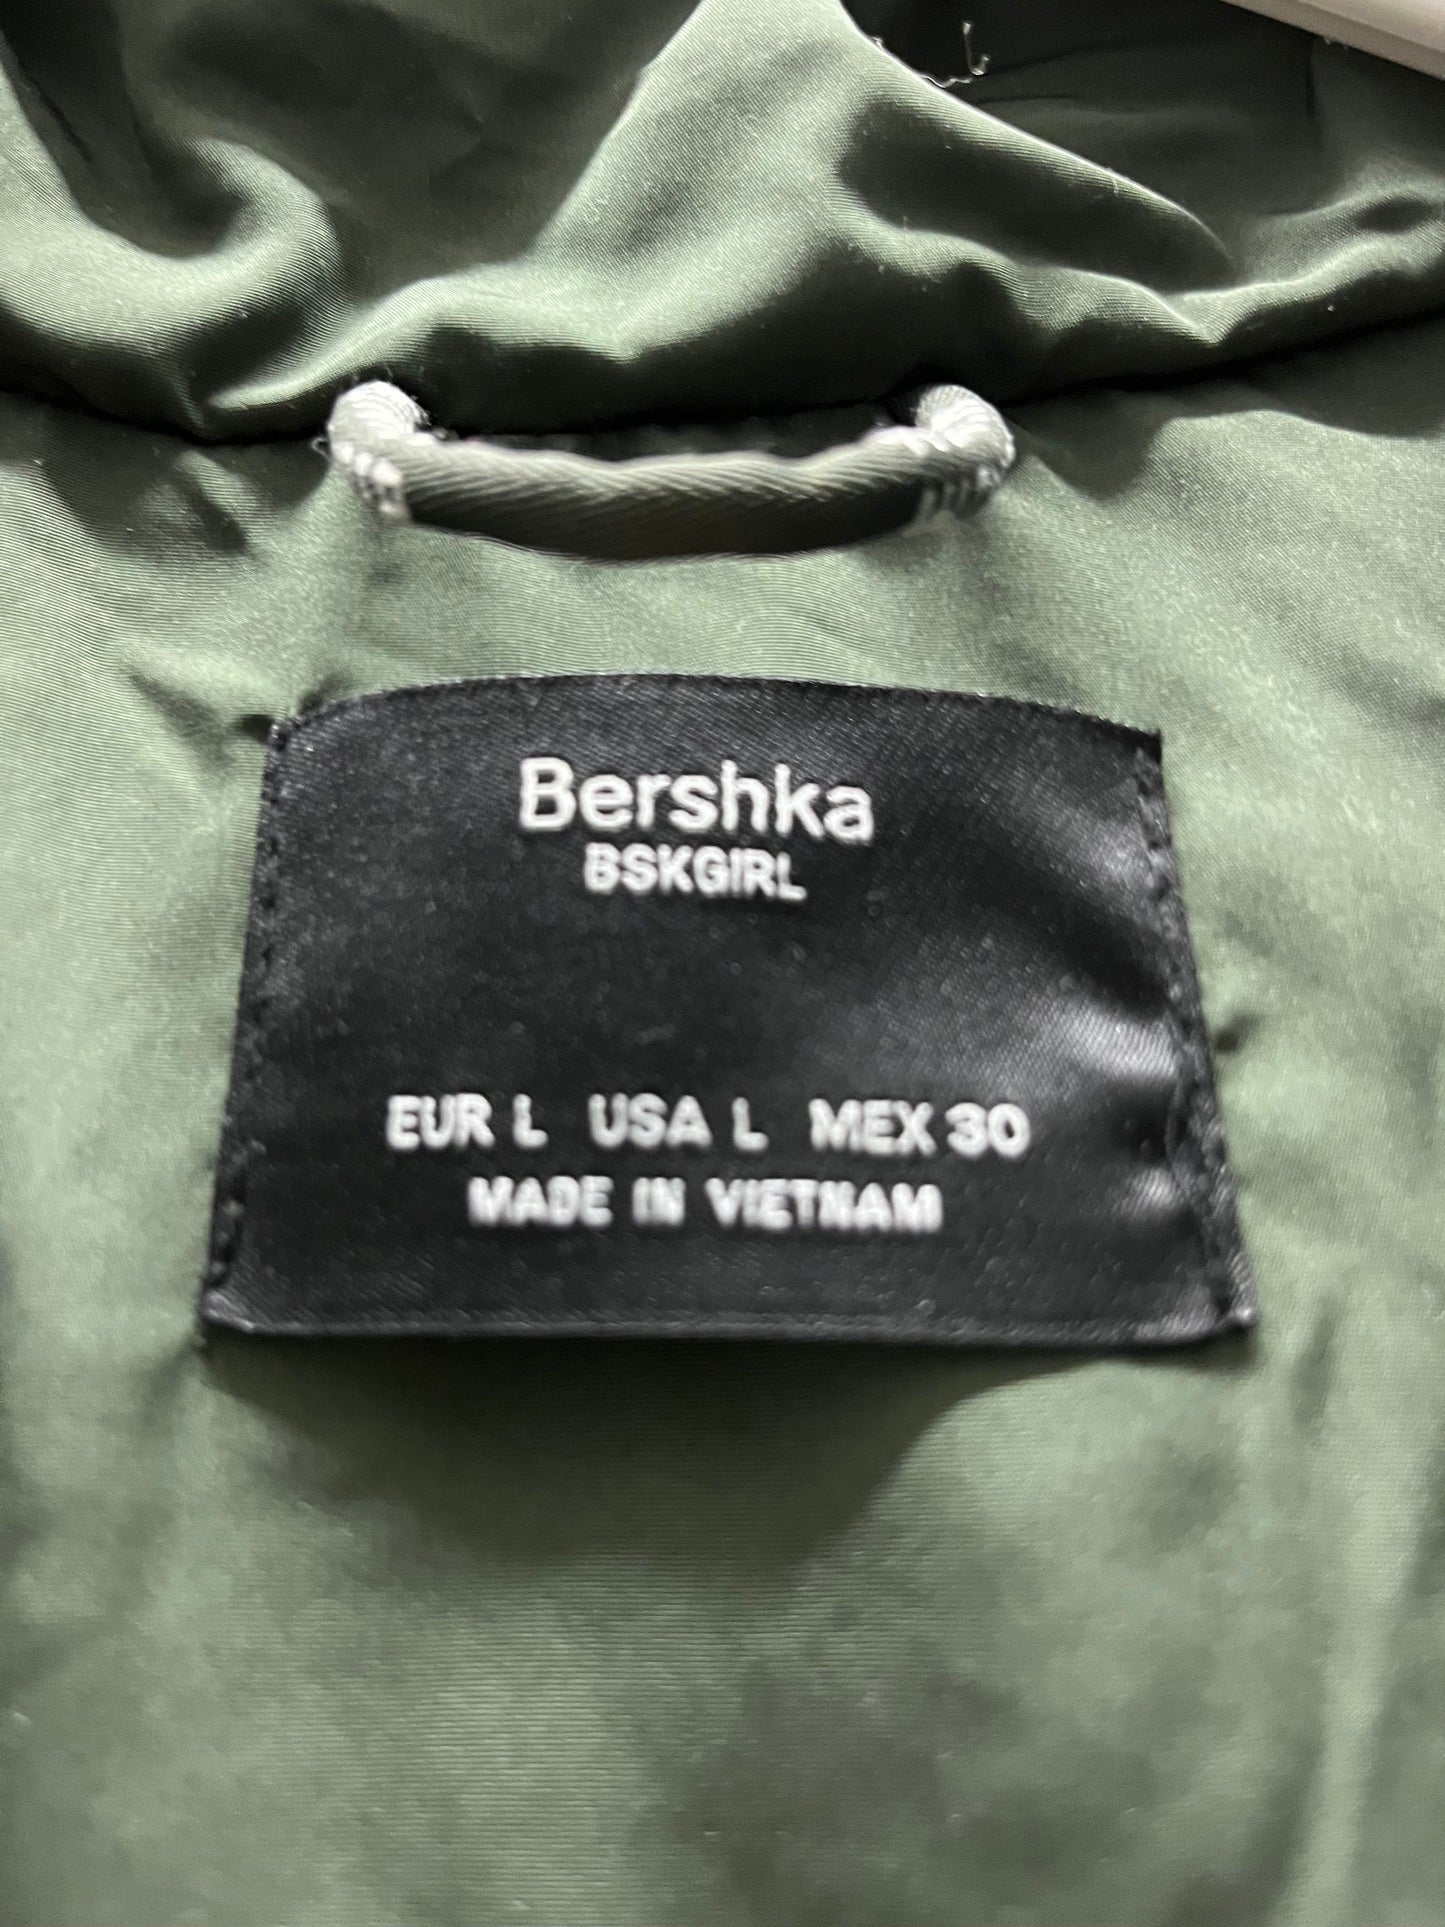 Bershka
BSKGIRL
EUR L USA L MEX 30
MADE IN VIETNAM